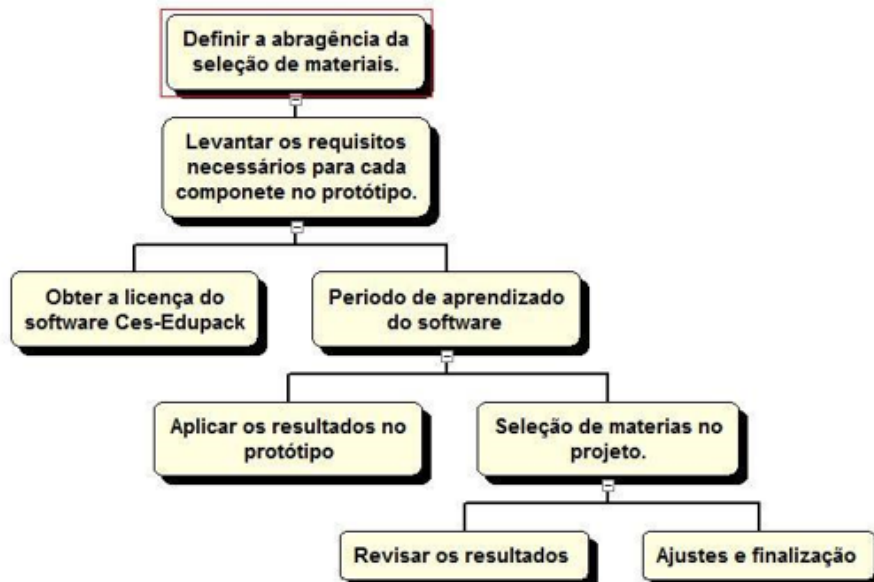 Definir a abragência da
seleção de materiais.
Levantar os requisitos
necessários para cada
componete no protótipo.
Obter a licença do
software Ces-Edupack
Periodo de aprendizado
do software
Aplicar os resultados no
protótipo
Seleção de materias no
projeto.
Revisar os resultados
Ajustes e finalização